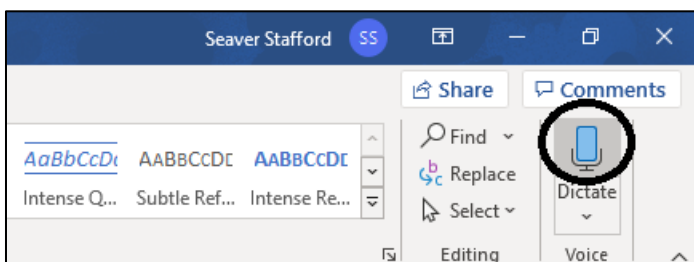 Seaver Stafford SS
Share Comments
AaBbCcDc AaBbCcDe AaBbCcDe
Find
Replace
Dictate
Intense Q... Subtle Ref... Intense Re...
Select
Editing Voice